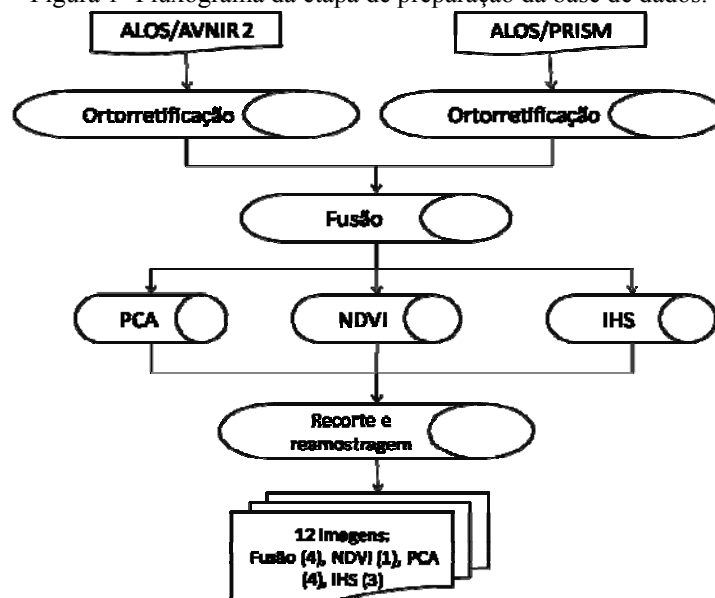 Figura 1- Fluxograma da etapa de preparação da base de dados.
ALOS/AVNIR 2
ALOS/PRISM
Ortorretificação
Ortorretificação
Fusão
PCA
NDVI
IHS
Recorte e
reamostragem
12 imagens:
Fusão (4), NDVI (1), PCA
(4), IHS (3)